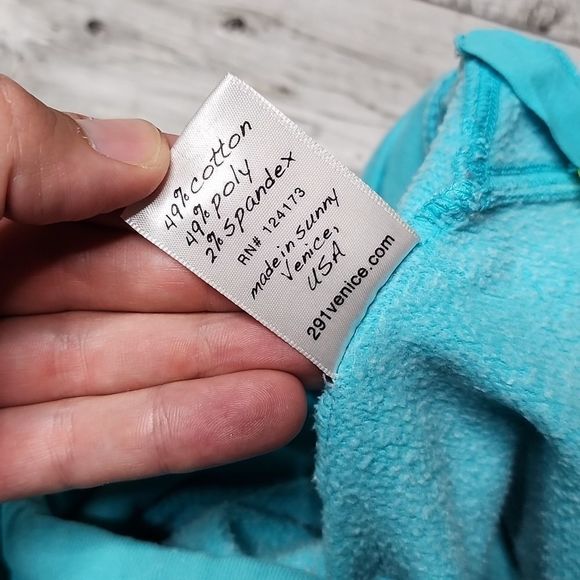 49% cotton
49% poly
2% spandex
RN# 124173
made in sunny
Venice,
USA
291venice.com